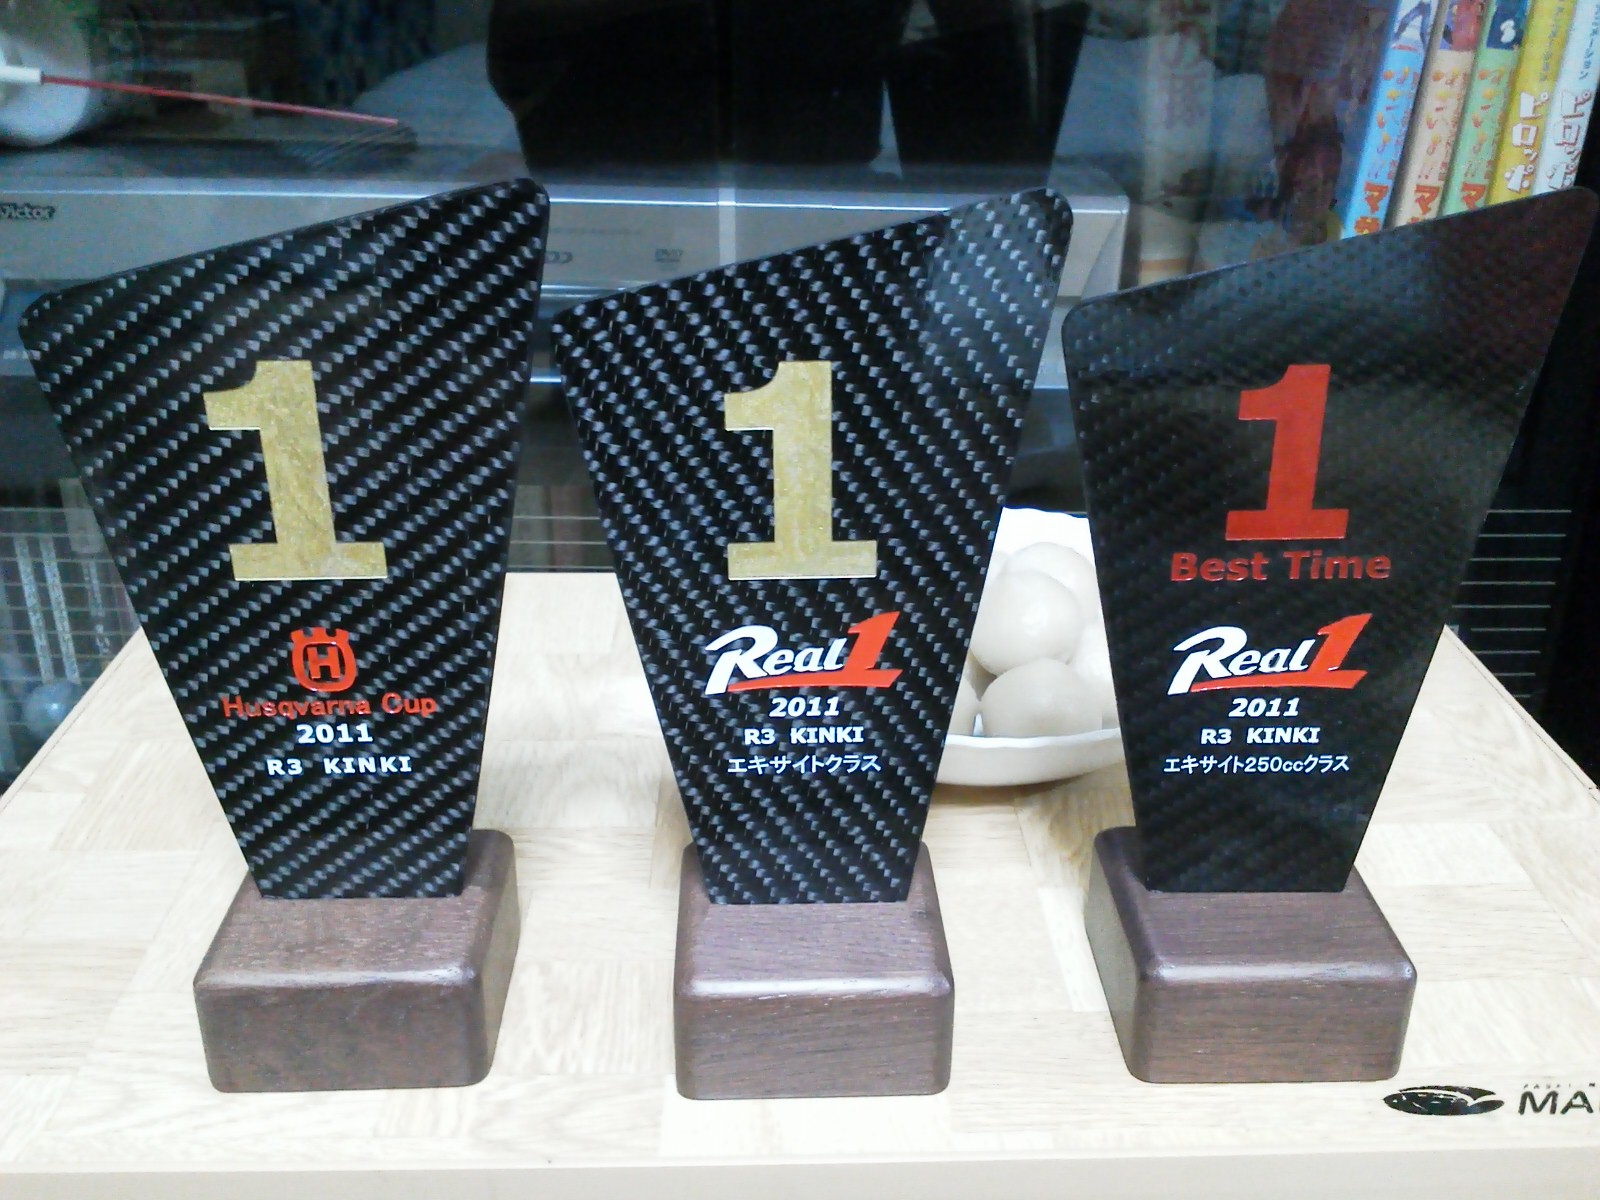 Victor
1
Husqvarna Cup
2011
R3 KINKI
1
Real1
2011
R3 KINKI
エキサイトクラス
1
Best Time
Real1
2011
R3 KINKI
エキサイト250ccクラス
MA